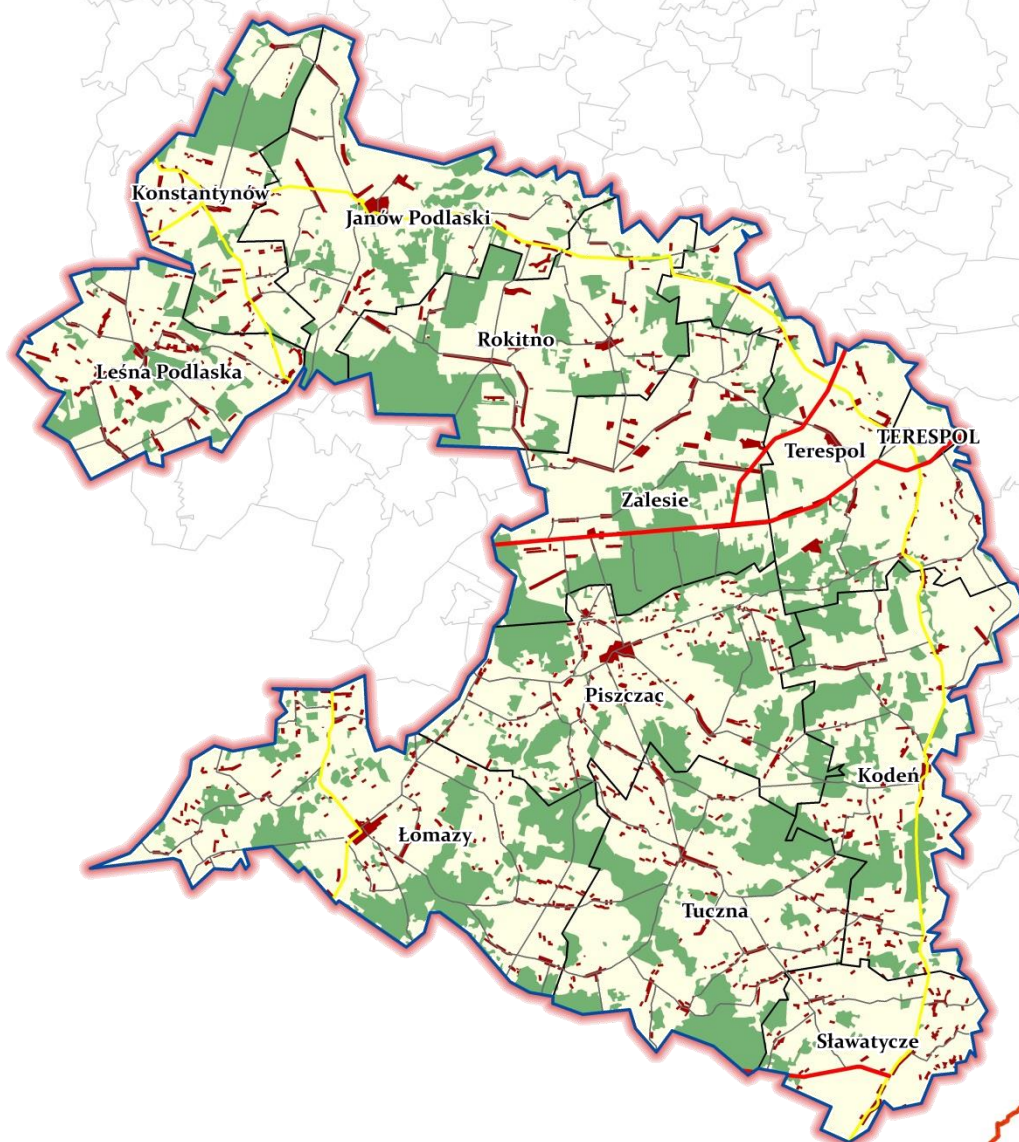 Konstantynów
Janów Podlaski
Rokitno
Leśna Podlaska
TERESPOL
Terespol
Zalesie
Piszczac
Kodeń
Łomazy
Tuczna
Sławatycze